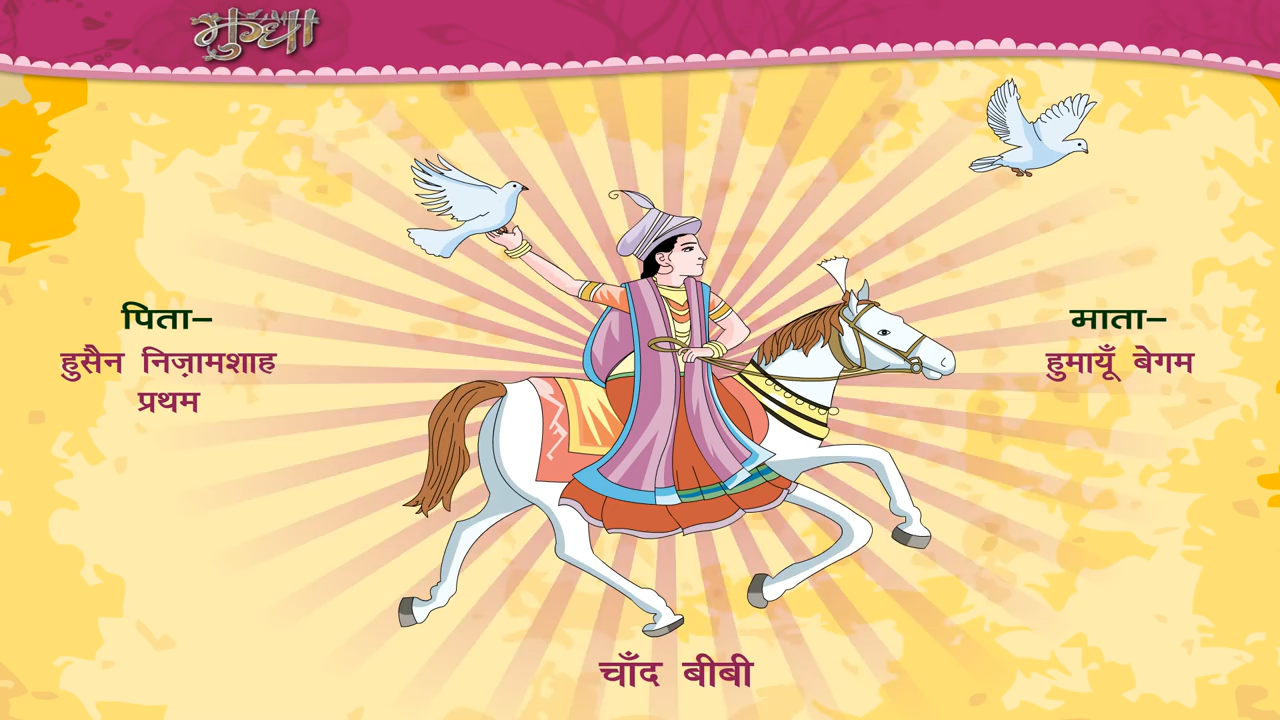 मुग्धा
पिता–
हुसैन निज़ामशाह
प्रथम
माता–
हुमायूँ बेगम
चाँद बीबी